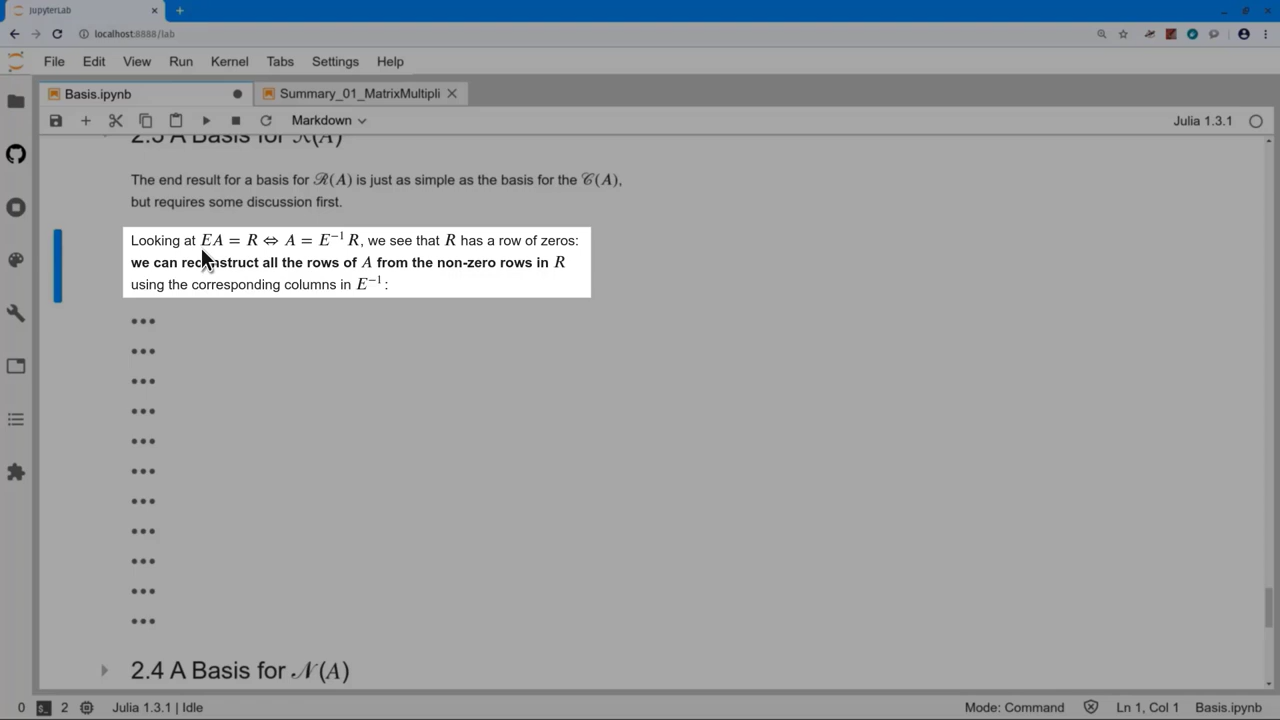 JupyterLab
localhost:8888/lab
File Edit View Run Kernel Tabs Settings Help
Basis.ipynb Summary_01_MatrixMultipli
Markdown Julia 1.3.1
A Basis for
The end result for a basis for ℛ(A) is just as simple as the basis for the 𝒞(A),
but requires some discussion first.
Looking at EA = R ⇔ A = E⁻¹ R, we see that R has a row of zeros:
we can reconstruct all the rows of A from the non-zero rows in R
using the corresponding columns in E⁻¹:
•••
•••
•••
•••
•••
•••
•••
•••
•••
•••
•••
2.4 A Basis for 𝒩(A)
0 2 Julia 1.3.1 | Idle Mode: Command Ln 1, Col 1 Basis.ipynb